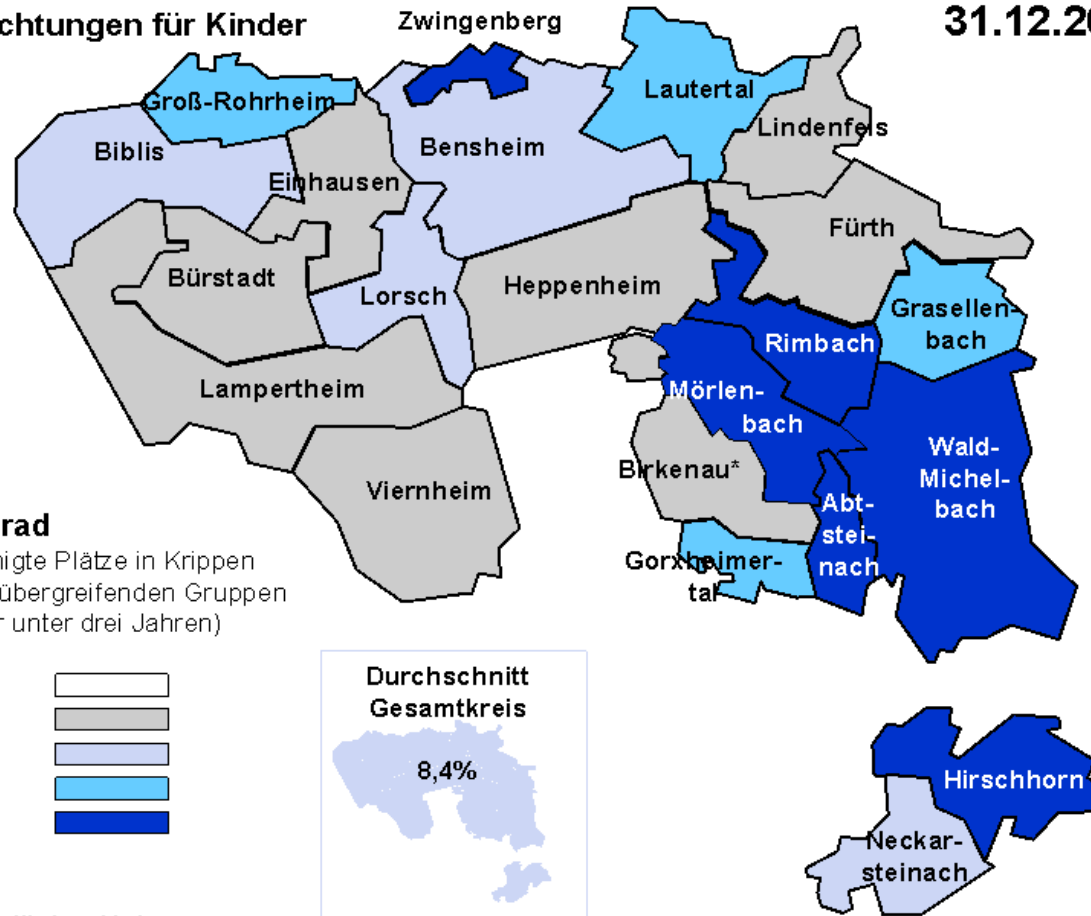 chtungen für Kinder
Zwingenberg
31.12.20
Groß-Rohrheim
Lautertal
Lindenfels
Biblis
Bensheim
Einhausen
Fürth
Bürstadt
Lorsch
Heppenheim
Grasellen-
bach
Rimbach
Lampertheim
Mörlen-
bach
Birkenau*
Wald-
Michel-
bach
Viernheim
Abt-
stei-
nach
Gorxheimer-
tal
rad
nigte Plätze in Krippen
übergreifenden Gruppen
r unter drei Jahren)
Durchschnitt
Gesamtkreis
8,4%
Hirschhorn
Neckar-
steinach